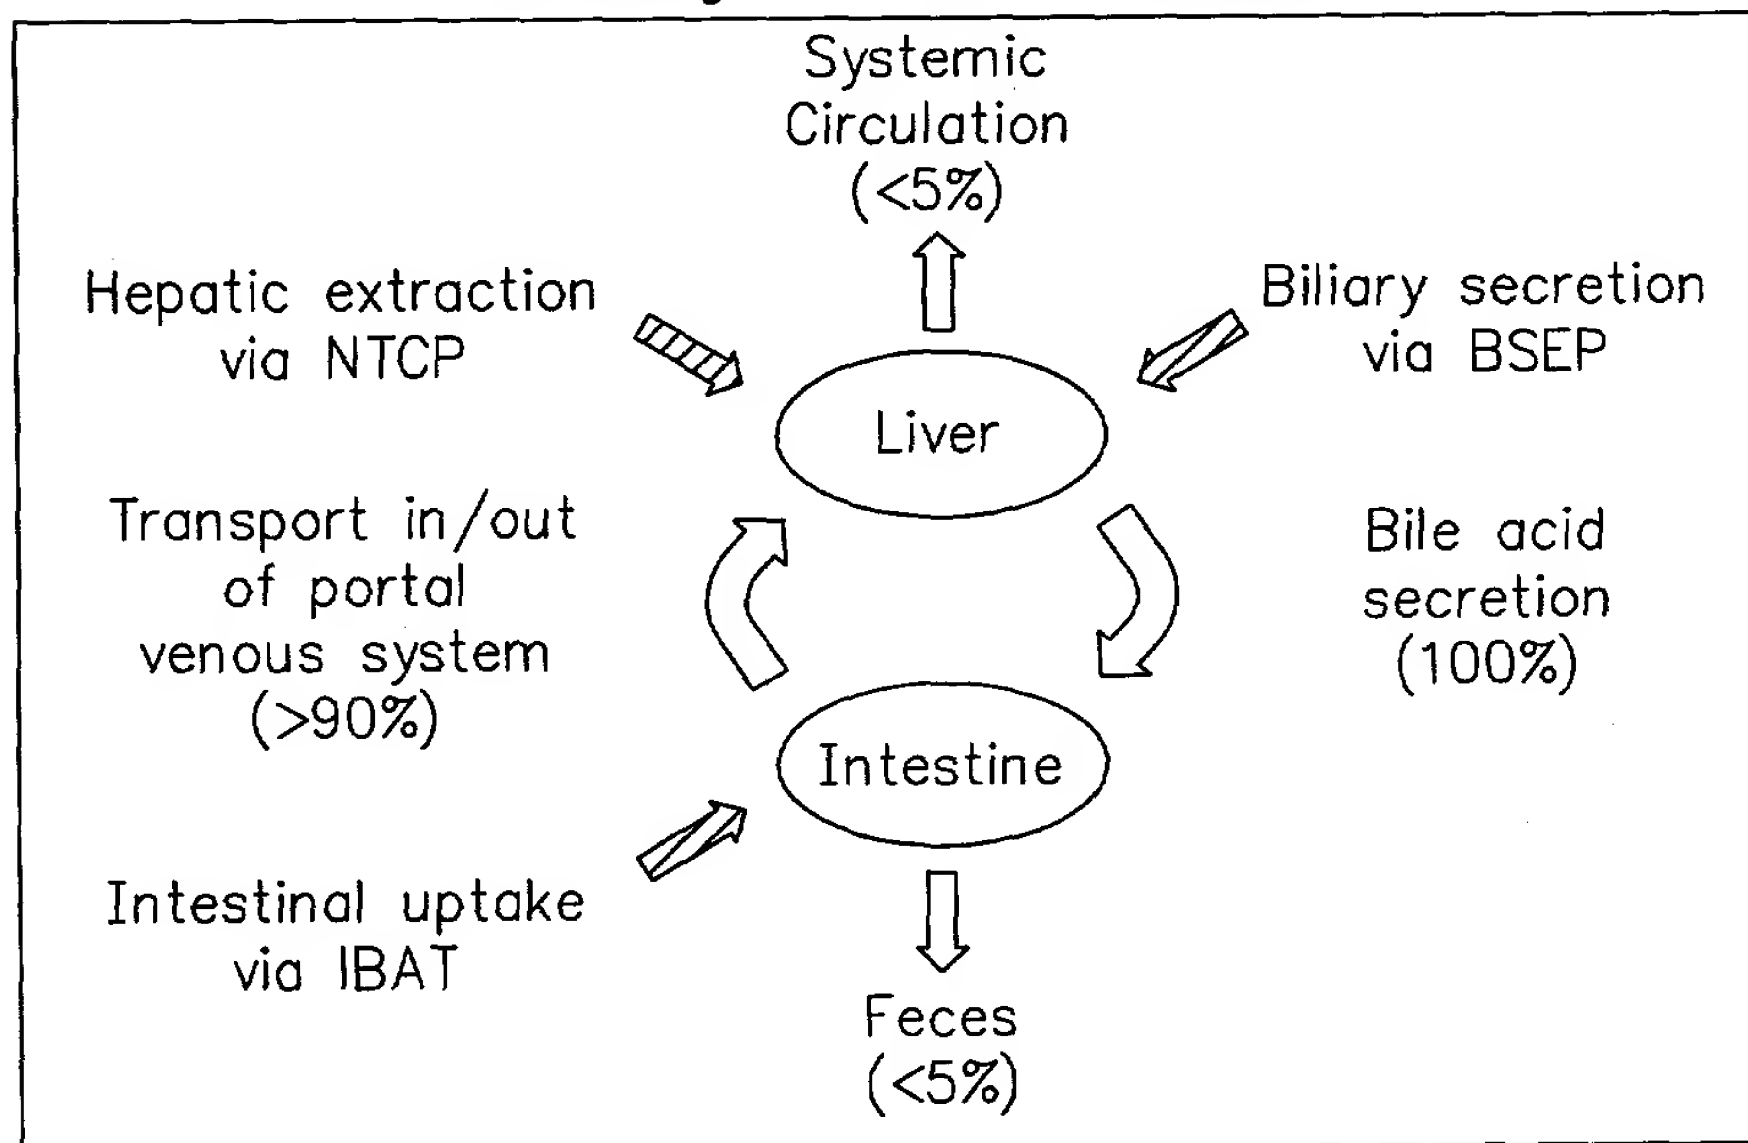 Systemic
Circulation
(<5%)
Hepatic extraction
via NTCP
Biliary secretion
via BSEP
Liver
Transport in/out
of portal
venous system
(>90%)
Bile acid
secretion
(100%)
Intestine
Intestinal uptake
via IBAT
Feces
(<5%)